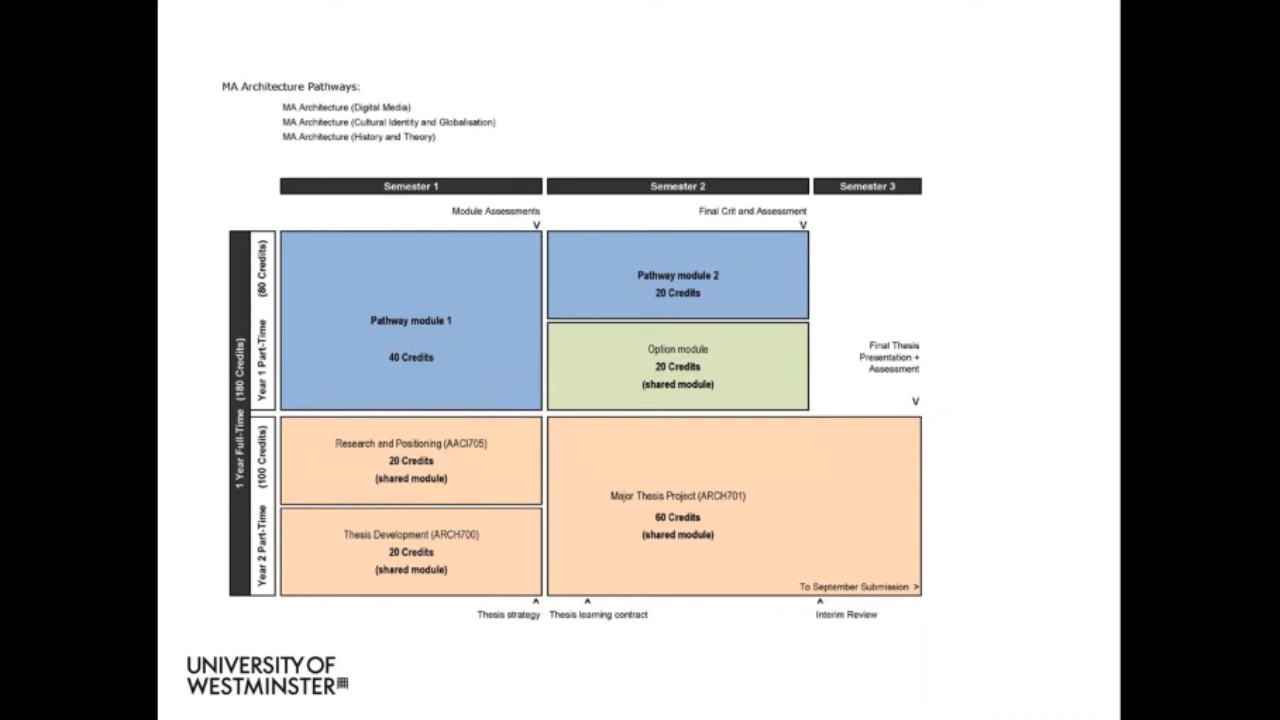 MA Architecture Pathways:
MA Architecture (Digital Media)
MA Architecture (Cultural Identity and Globalisation)
MA Architecture (History and Theory)
Semester 1
Semester 2
Semester 3
Module Assessments
V
Final Crit and Assessment
V
1 Year Full-Time (180 Credits)
Year 1 Part-Time (80 Credits)
Pathway module 1
40 Credits
Pathway module 2
20 Credits
Option module
20 Credits
(shared module)
Final Thesis
Presentation +
Assessment
V
Year 2 Part-Time (100 Credits)
Research and Positioning (AACI705)
20 Credits
(shared module)
Thesis Development (ARCH700)
20 Credits
(shared module)
Major Thesis Project (ARCH701)
60 Credits
(shared module)
To September Submission >
^
Thesis strategy
^
Thesis learning contract
^
Interim Review
UNIVERSITY OF
WESTMINSTER